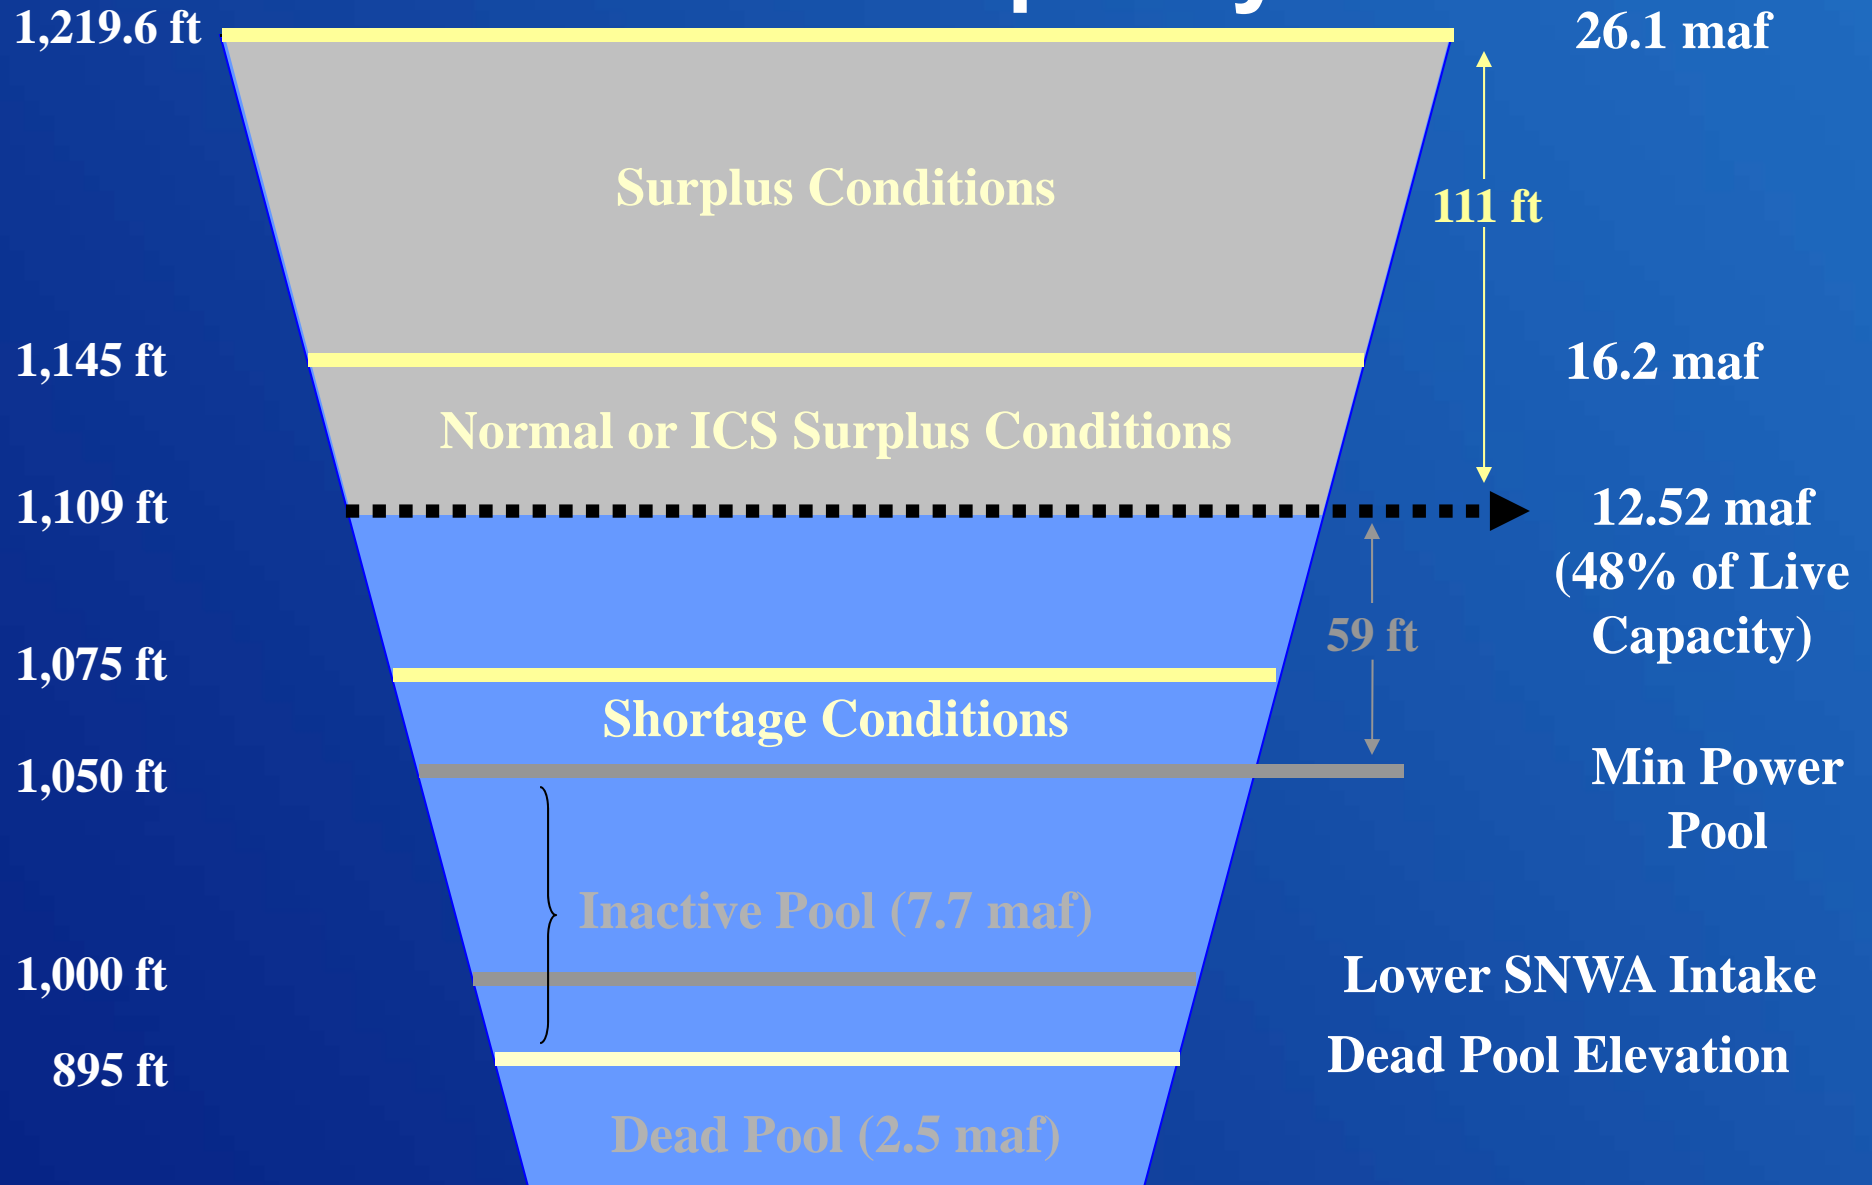 1,219.6 ft
26.1 maf
Surplus Conditions
111 ft
1,145 ft
16.2 maf
Normal or ICS Surplus Conditions
1,109 ft
12.52 maf
(48% of Live
Capacity)
59 ft
1,075 ft
Shortage Conditions
1,050 ft
Min Power
Pool
Inactive Pool (7.7 maf)
1,000 ft
Lower SNWA Intake
895 ft
Dead Pool Elevation
Dead Pool (2.5 maf)